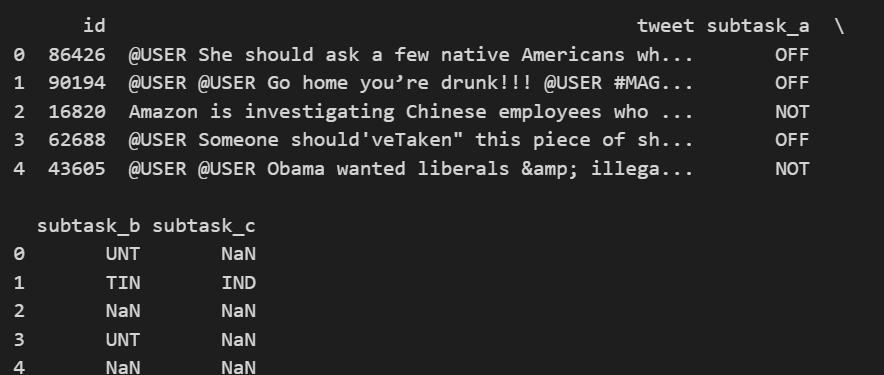 id tweet subtask_a \
0 86426 @USER She should ask a few native Americans wh... OFF
1 90194 @USER @USER Go home you’re drunk!!! @USER #MAG... OFF
2 16820 Amazon is investigating Chinese employees who ... NOT
3 62688 @USER Someone should'veTaken" this piece of sh... OFF
4 43605 @USER @USER Obama wanted liberals &amp; illega... NOT
subtask_b subtask_c
0 UNT NaN
1 TIN IND
2 NaN NaN
3 UNT NaN
4 NaN NaN